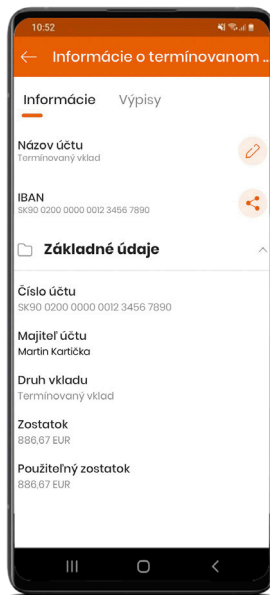 10:52
Informácie o termínovanom ..
Informácie Výpisy
Názov účtu
Termínovaný vklad
IBAN
SK90 0200 0000 0012 3456 7890
Základné údaje
Číslo účtu
SK90 0200 0000 0012 3456 7890
Majiteľ účtu
Martin Kartička
Druh vkladu
Termínovaný vklad
Zostatok
886,67 EUR
Použiteľný zostatok
886,67 EUR